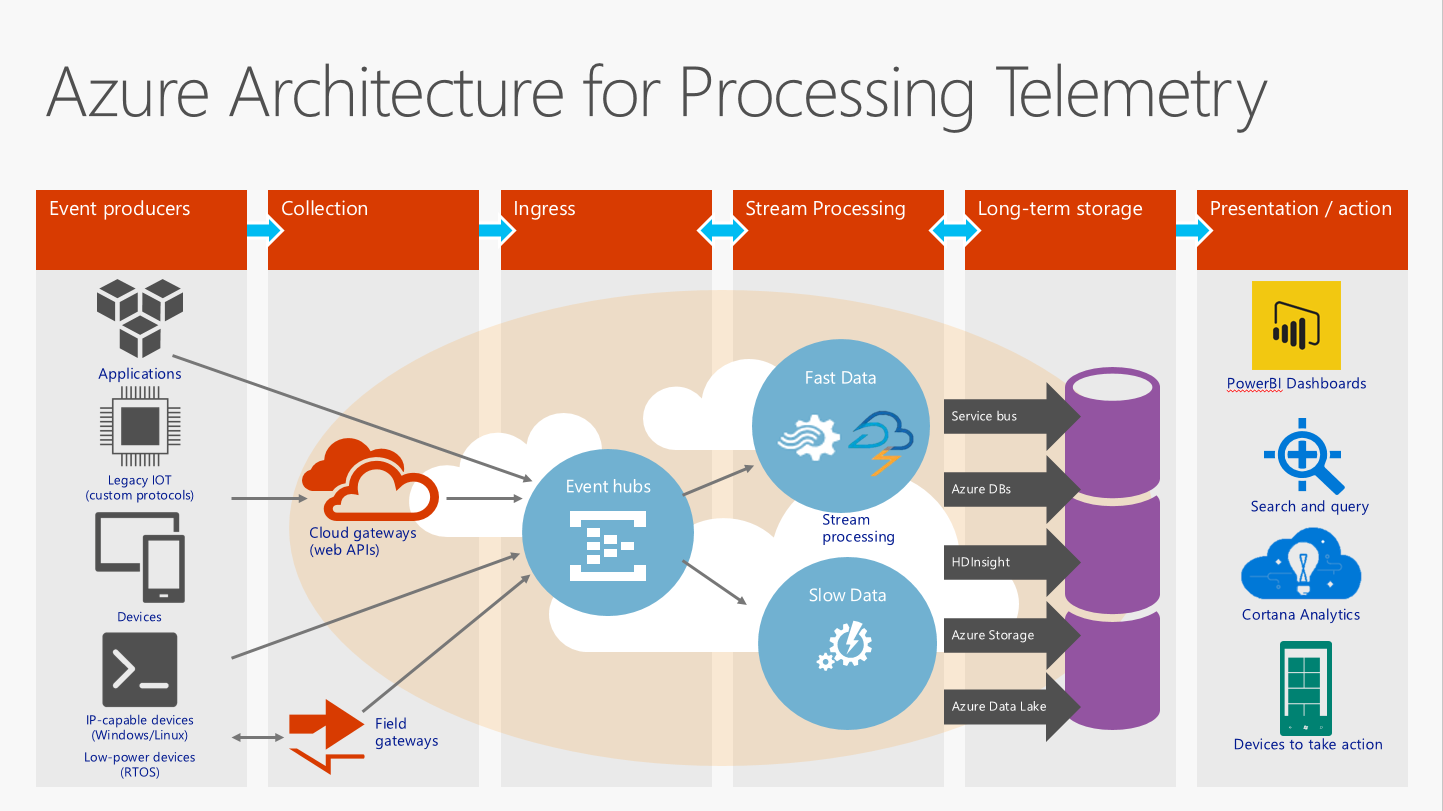 Azure Architecture for Processing Telemetry
Event producers
Collection
Ingress
Stream Processing
Long-term storage
Presentation / action
Applications
Legacy IOT
(custom protocols)
Devices
IP-capable devices
(Windows/Linux)
Low-power devices
(RTOS)
Cloud gateways
(web APIs)
Field
gateways
Event hubs
Fast Data
Stream
processing
Slow Data
Service bus
Azure DBs
HDInsight
Azure Storage
Azure Data Lake
PowerBI Dashboards
Search and query
Cortana Analytics
Devices to take action